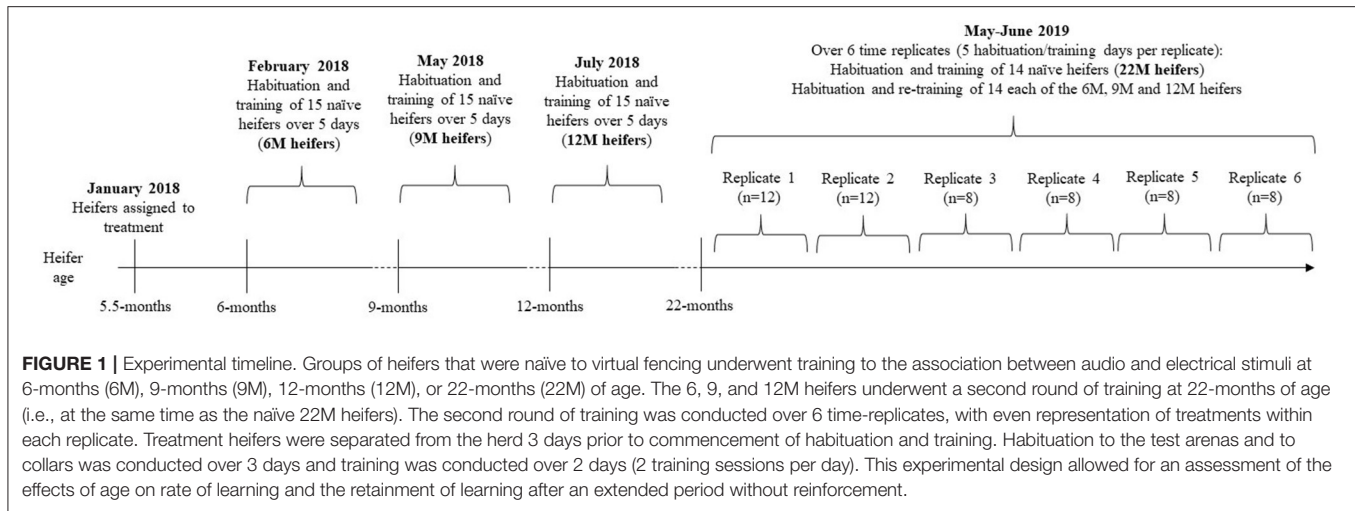 May-June 2019
Over 6 time replicates (5 habituation/training days per replicate):
Habituation and training of 14 naïve heifers (22M heifers)
Habituation and re-training of 14 each of the 6M, 9M and 12M heifers
February 2018
Habituation and
training of 15 naïve
heifers over 5 days
(6M heifers)
May 2018
Habituation and
training of 15 naïve
heifers over 5 days
(9M heifers)
July 2018
Habituation and
training of 15 naïve
heifers over 5 days
(12M heifers)
January 2018
Heifers assigned to
treatment
Replicate 1
(n=12)
Replicate 2
(n=12)
Replicate 3
(n=8)
Replicate 4
(n=8)
Replicate 5
(n=8)
Replicate 6
(n=8)
Heifer
age
5.5-months
6-months
9-months
12-months
22-months
FIGURE 1 | Experimental timeline. Groups of heifers that were naïve to virtual fencing underwent training to the association between audio and electrical stimuli at
6-months (6M), 9-months (9M), 12-months (12M), or 22-months (22M) of age. The 6, 9, and 12M heifers underwent a second round of training at 22-months of age
(i.e., at the same time as the naïve 22M heifers). The second round of training was conducted over 6 time-replicates, with even representation of treatments within
each replicate. Treatment heifers were separated from the herd 3 days prior to commencement of habituation and training. Habituation to the test arenas and to
collars was conducted over 3 days and training was conducted over 2 days (2 training sessions per day). This experimental design allowed for an assessment of the
effects of age on rate of learning and the retainment of learning after an extended period without reinforcement.